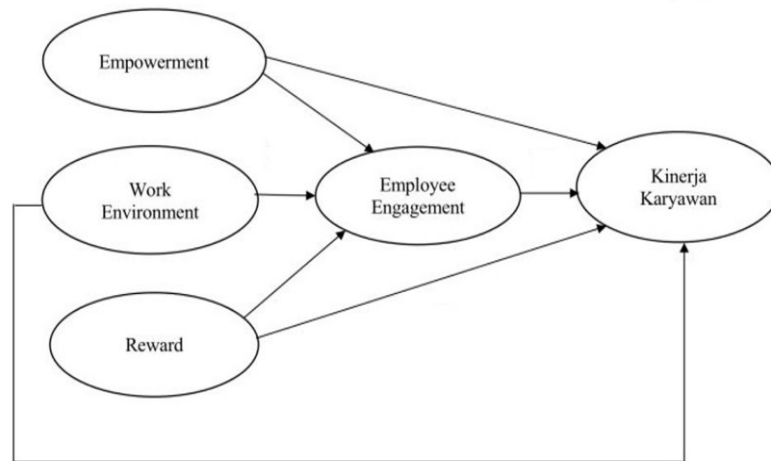 Empowerment
Work
Environment
Employee
Engagement
Kinerja
Karyawan
Reward